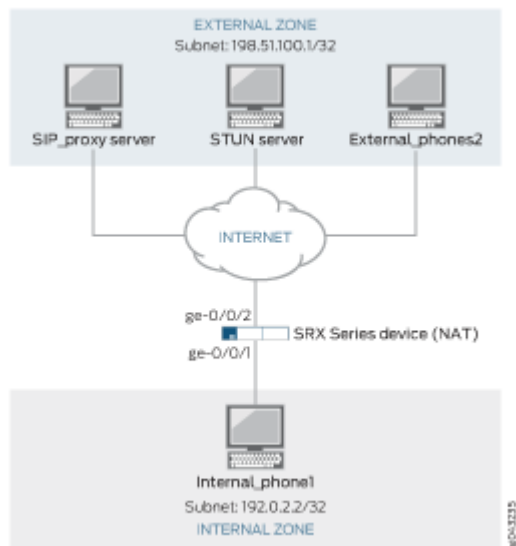 EXTERNAL ZONE
Subnet: 198.51.100.1/32
SIP_proxy server
STUN server
External_phones2
INTERNET
ge-0/0/2
SRX Series device (NAT)
ge-0/0/1
Internal_phone1
Subnet: 192.0.2.2/32
INTERNAL ZONE
g043235